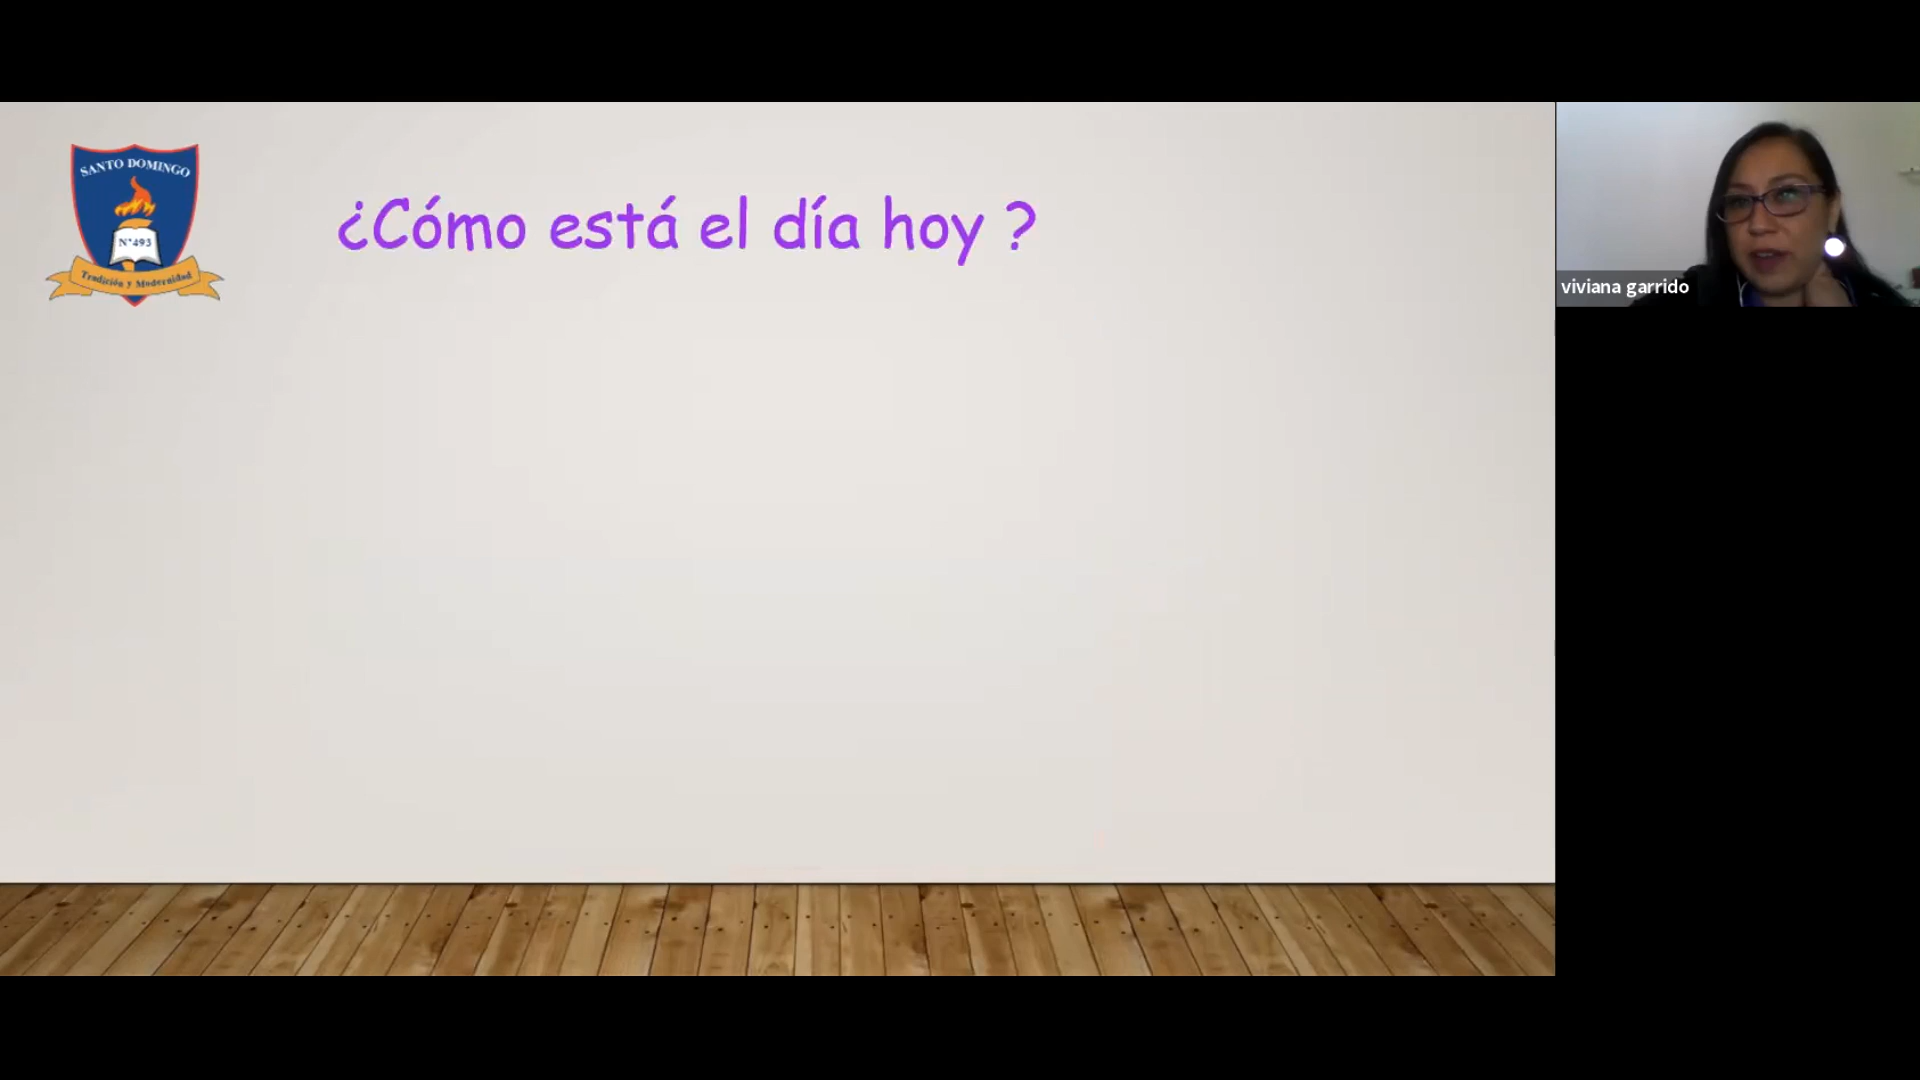 SANTO DOMINGO
N°493
Tradición y Modernidad
¿Cómo está el día hoy ?
viviana garrido